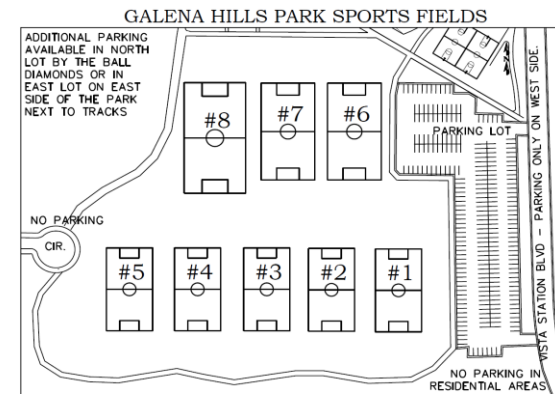 GALENA HILLS PARK SPORTS FIELDS
ADDITIONAL PARKING
AVAILABLE IN NORTH
LOT BY THE BALL
DIAMONDS OR IN
EAST LOT ON EAST
SIDE OF THE PARK
NEXT TO TRACKS
#8
#7
#6
PARKING LOT
VISTA STATION BLVD - PARKING ONLY ON WEST SIDE.
NO PARKING
CIR.
#5
#4
#3
#2
#1
NO PARKING IN
RESIDENTIAL AREAS